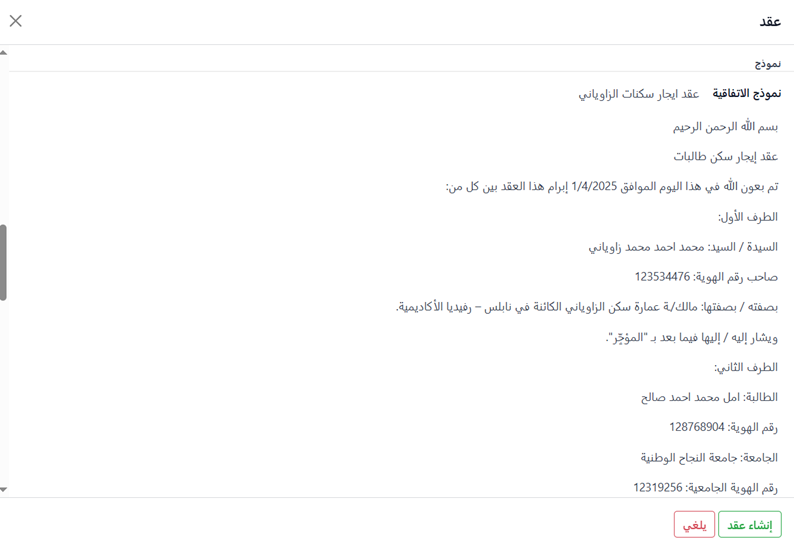 عقد
نموذج
نموذج الاتفاقية عقد ايجار سكنات الزاوياني
بسم الله الرحمن الرحيم
عقد إيجار سكن طالبات
تم بعون الله في هذا اليوم الموافق 1/4/2025 إبرام هذا العقد بين كل من:
الطرف الأول:
السيدة / السيد: محمد احمد محمد زاوياني
صاحب رقم الهوية: 123534476
بصفته / بصفتها: مالك/ـة عمارة سكن الزاوياني الكائنة في نابلس – رفيديا الأكاديمية.
ويشار إليه / إليها فيما بعد بـ "المؤجِّر".
الطرف الثاني:
الطالبة: امل محمد احمد صالح
رقم الهوية: 128768904
الجامعة: جامعة النجاح الوطنية
رقم الهوية الجامعية: 12319256
إنشاء عقد يلغي